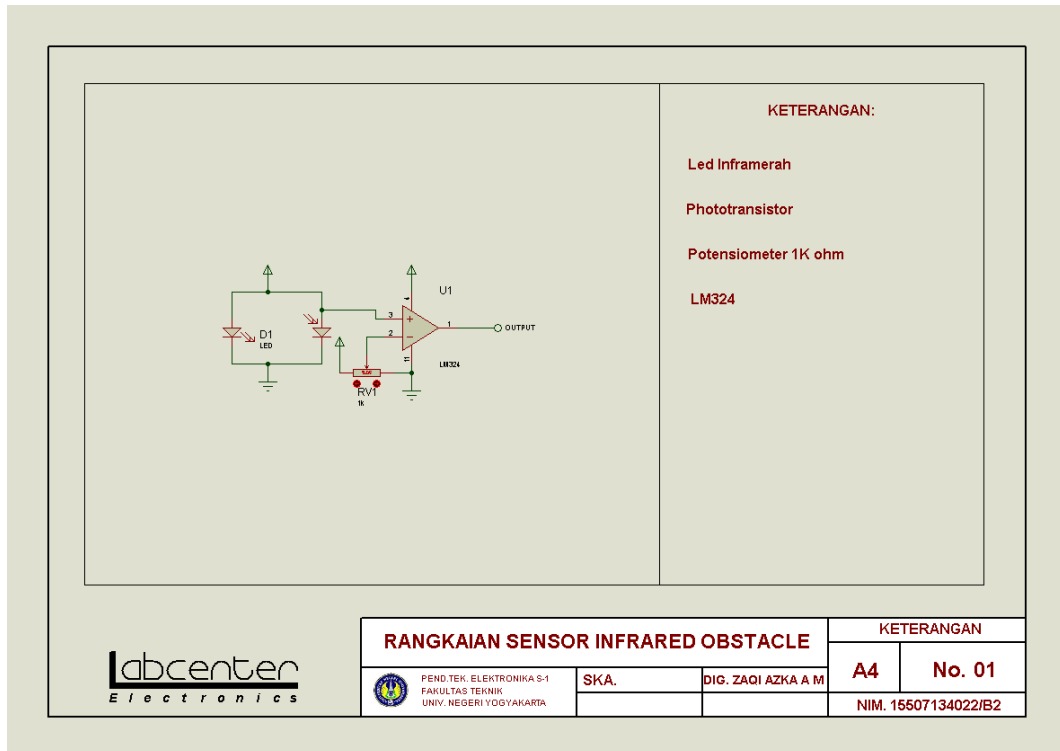 KETERANGAN:
Led Inframerah
Phototransistor
Potensiometer 1K ohm
LM324
U1
4
3
2
1
11
OUTPUT
LM324
D1
LED
RV1
1k
RANGKAIAN SENSOR INFRARED OBSTACLE
KETERANGAN
A4
No. 01
PEND.TEK. ELEKTRONIKA S-1
FAKULTAS TEKNIK
UNIV. NEGERI YOGYAKARTA
SKA.
DIG. ZAQI AZKA A M
NIM. 15507134022/B2
Labcenter
Electronics